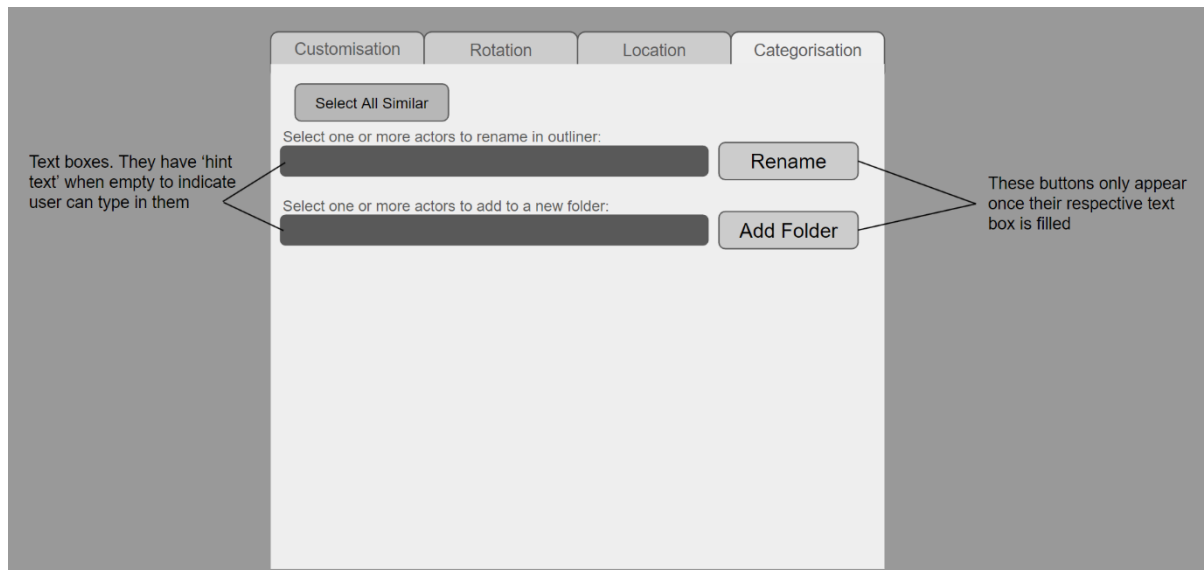 Customisation
Rotation
Location
Categorisation
Select All Similar
Select one or more actors to rename in outliner:
Rename
Select one or more actors to add to a new folder:
Add Folder
Text boxes. They have ‘hint
text’ when empty to indicate
user can type in them
These buttons only appear
once their respective text
box is filled